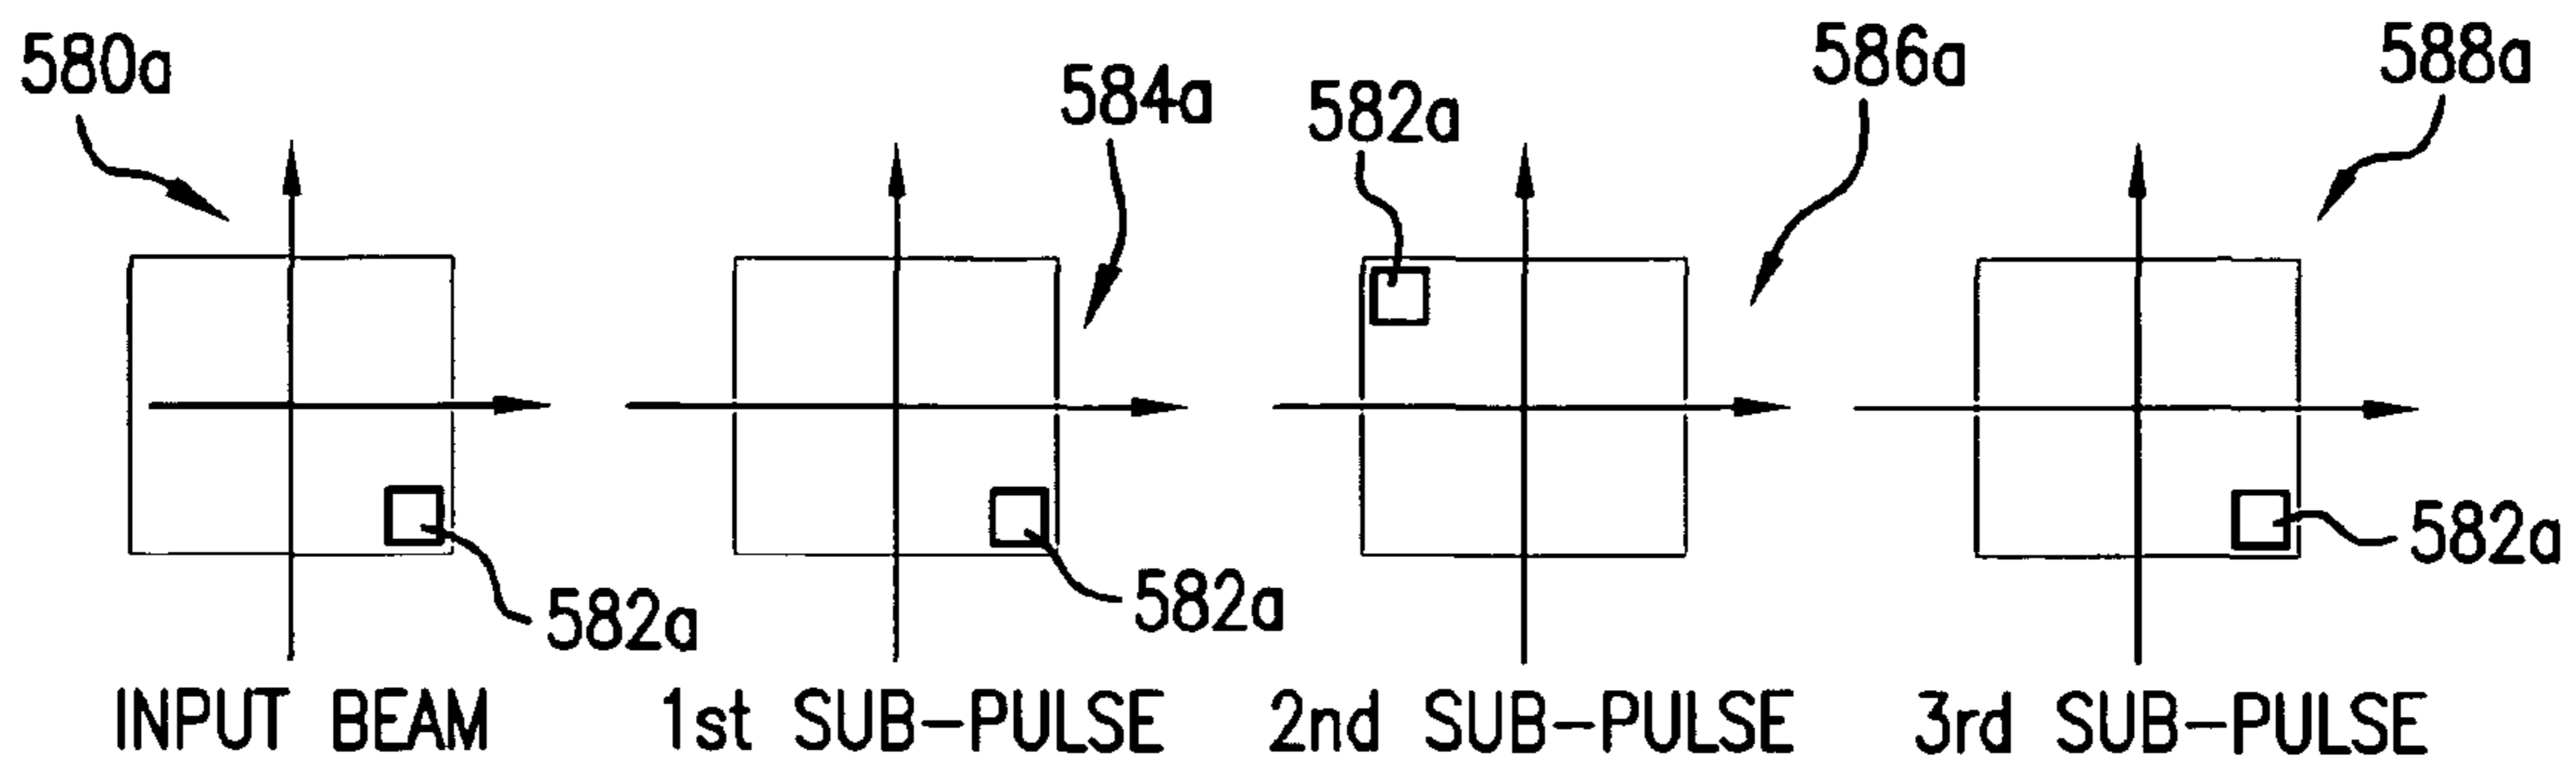 580a
584a
582a
586a
588a
582a
582a
582a
INPUT BEAM
1st SUB-PULSE
2nd SUB-PULSE
3rd SUB-PULSE